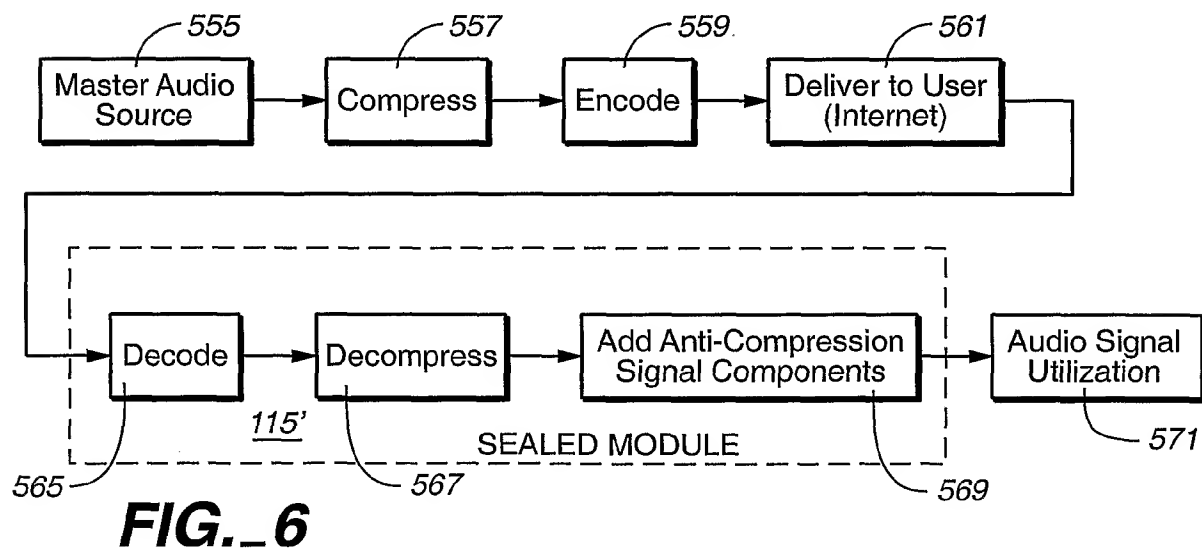 555
557
559
561
Master Audio
Source
Compress
Encode
Deliver to User
(Internet)
Decode
Decompress
Add Anti-Compression
Signal Components
Audio Signal
Utilization
115'
SEALED MODULE
565
567
569
571
FIG._6